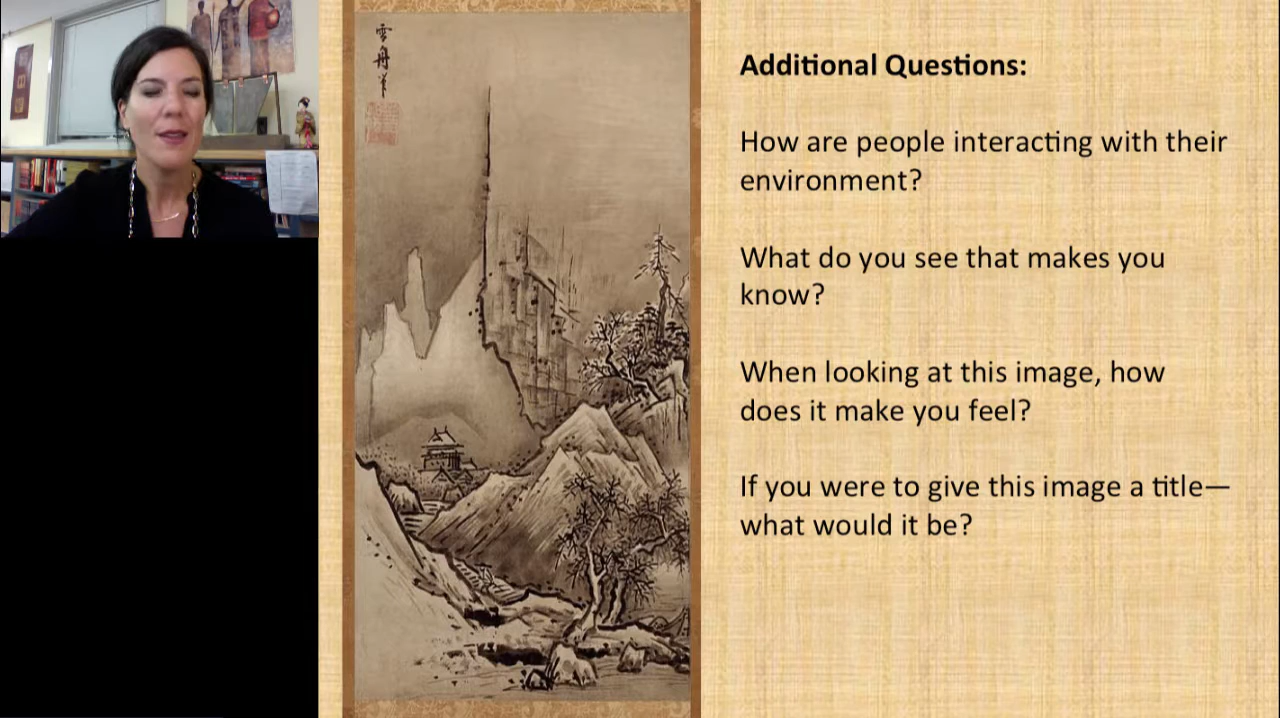 雪舟筆
Additional Questions:
How are people interacting with their
environment?
What do you see that makes you
know?
When looking at this image, how
does it make you feel?
If you were to give this image a title—
what would it be?